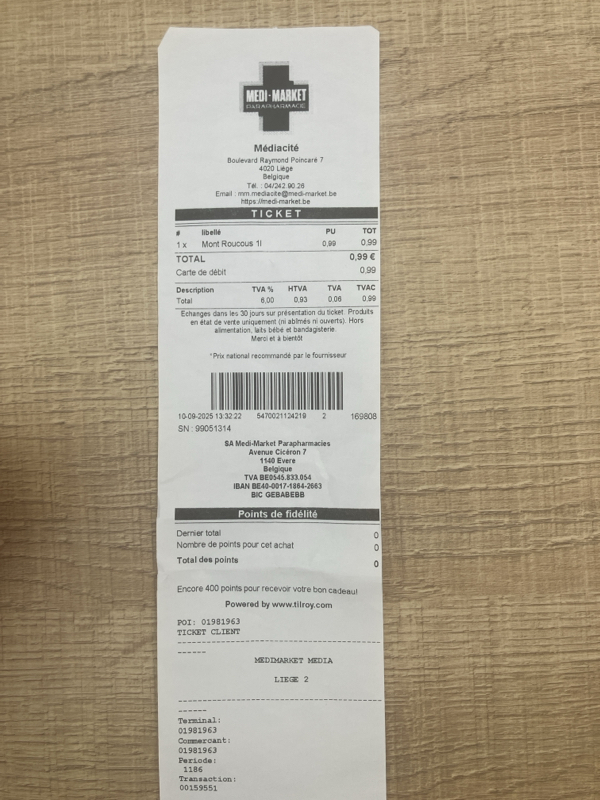 MEDI-MARKET
PARAPHARMACIE
Médiacité
Boulevard Raymond Poincaré 7
4020 Liège
Belgique
Tél. : 04/242.90.26
Email : mm.mediacite@medi-market.be
https://medi-market.be
TICKET
# libellé PU TOT
1 x Mont Roucous 1l 0,99 0,99
TOTAL 0,99 €
Carte de débit 0,99
Description TVA % HTVA TVA TVAC
Total 6,00 0,93 0,06 0,99
Echanges dans les 30 jours sur présentation du ticket. Produits
en état de vente uniquement (ni abîmés ni ouverts). Hors
alimentation, laits bébé et bandagisterie.
Merci et à bientôt
*Prix national recommandé par le fournisseur
10-09-2025 13:32:22 5470021124219 2 169808
SN : 99051314
SA Medi-Market Parapharmacies
Avenue Cicéron 7
1140 Evere
Belgique
TVA BE0545.833.054
IBAN BE40-0017-1864-2663
BIC GEBABEBB
Points de fidélité
Dernier total 0
Nombre de points pour cet achat 0
Total des points 0
Encore 400 points pour recevoir votre bon cadeau!
Powered by www.tilroy.com
POI: 01981963
TICKET CLIENT
------------------------------------------
------
MEDIMARKET MEDIA
LIEGE 2
------------------------------------------
------
Terminal:
01981963
Commercant:
01981963
Periode:
1186
Transaction:
00159551